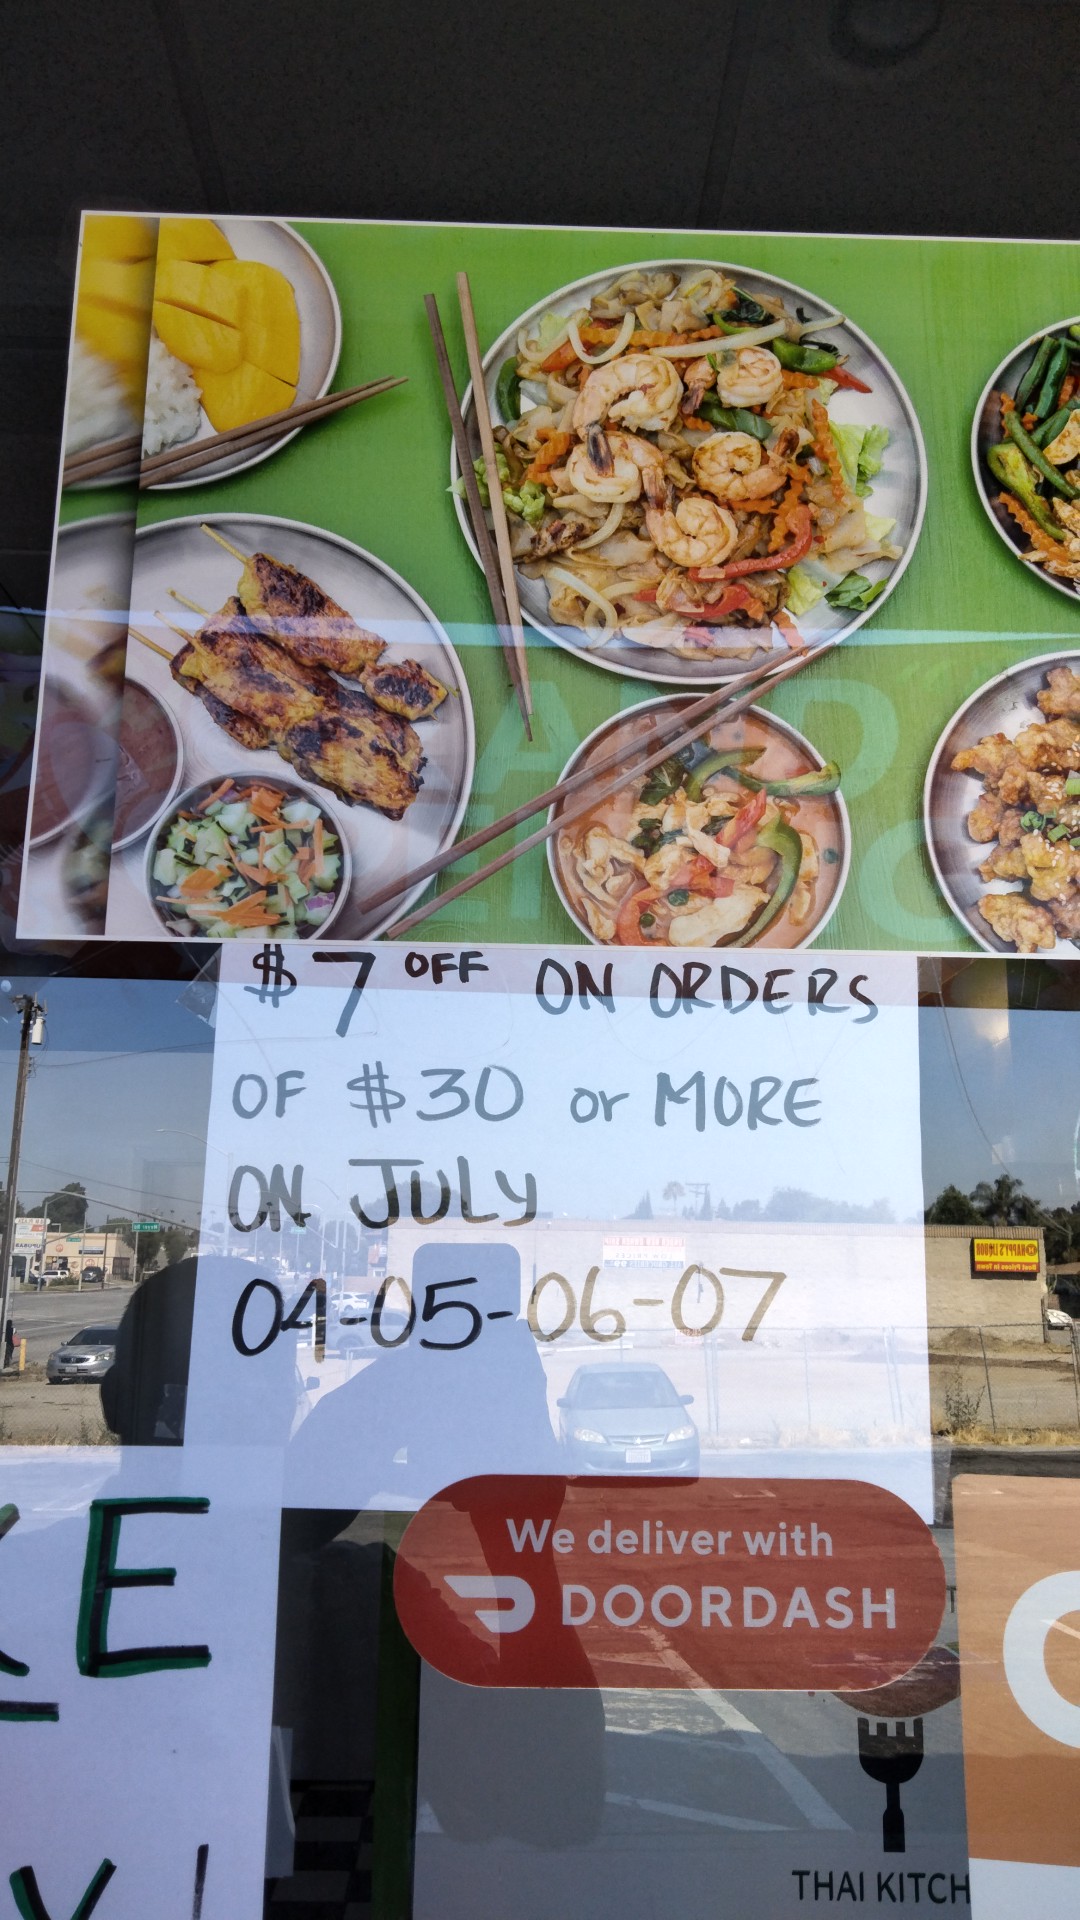 $7 OFF ON ORDERS
OF $30 or MORE
ON JULY
04-05-06-07
E
We deliver with
DOORDASH
THAI KITCH